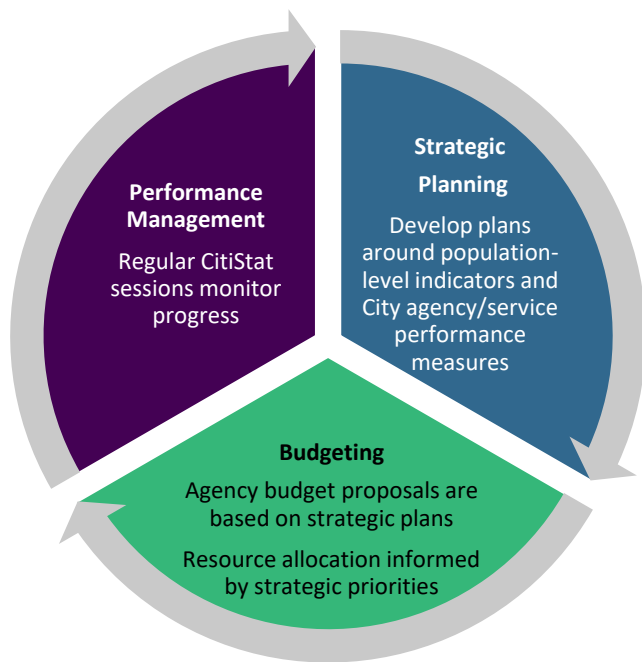 Performance
Management
Regular CitiStat
sessions monitor
progress
Strategic
Planning
Develop plans
around population-
level indicators and
City agency/service
performance
measures
Budgeting
Agency budget proposals are
based on strategic plans
Resource allocation informed
by strategic priorities